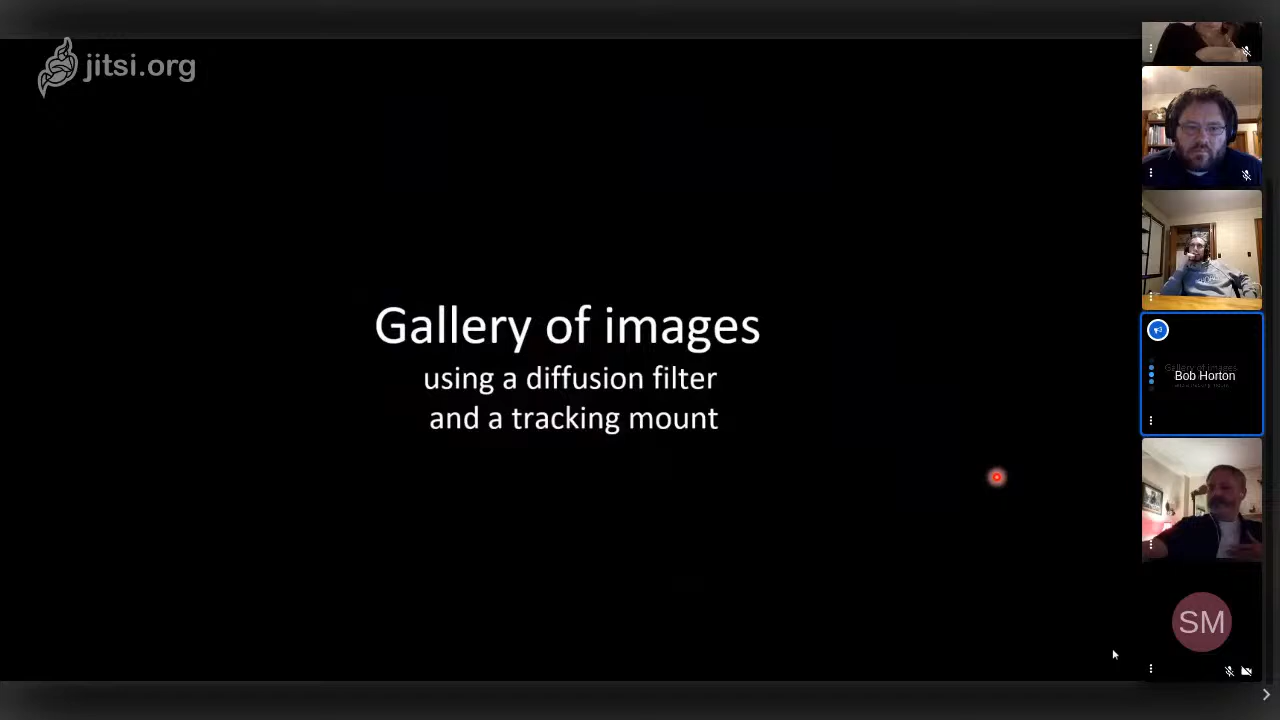 jitsi.org
Gallery of images
using a diffusion filter
and a tracking mount
Bob Horton
SM